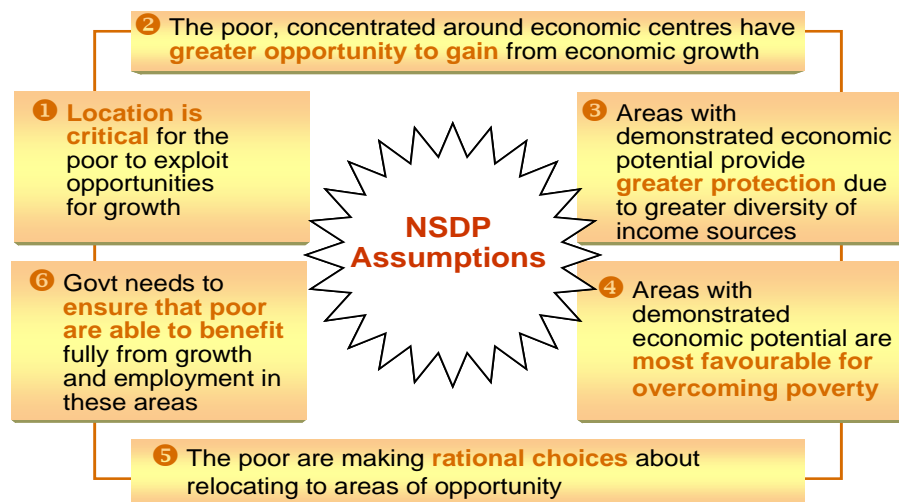 ❷ The poor, concentrated around economic centres have
greater opportunity to gain from economic growth
❶ Location is
critical for the
poor to exploit
opportunities
for growth
❸ Areas with
demonstrated economic
potential provide
greater protection due
to greater diversity of
income sources
NSDP
Assumptions
❻ Govt needs to
ensure that poor
are able to benefit
fully from growth
and employment in
these areas
❹ Areas with
demonstrated
economic potential are
most favourable for
overcoming poverty
❺ The poor are making rational choices about
relocating to areas of opportunity